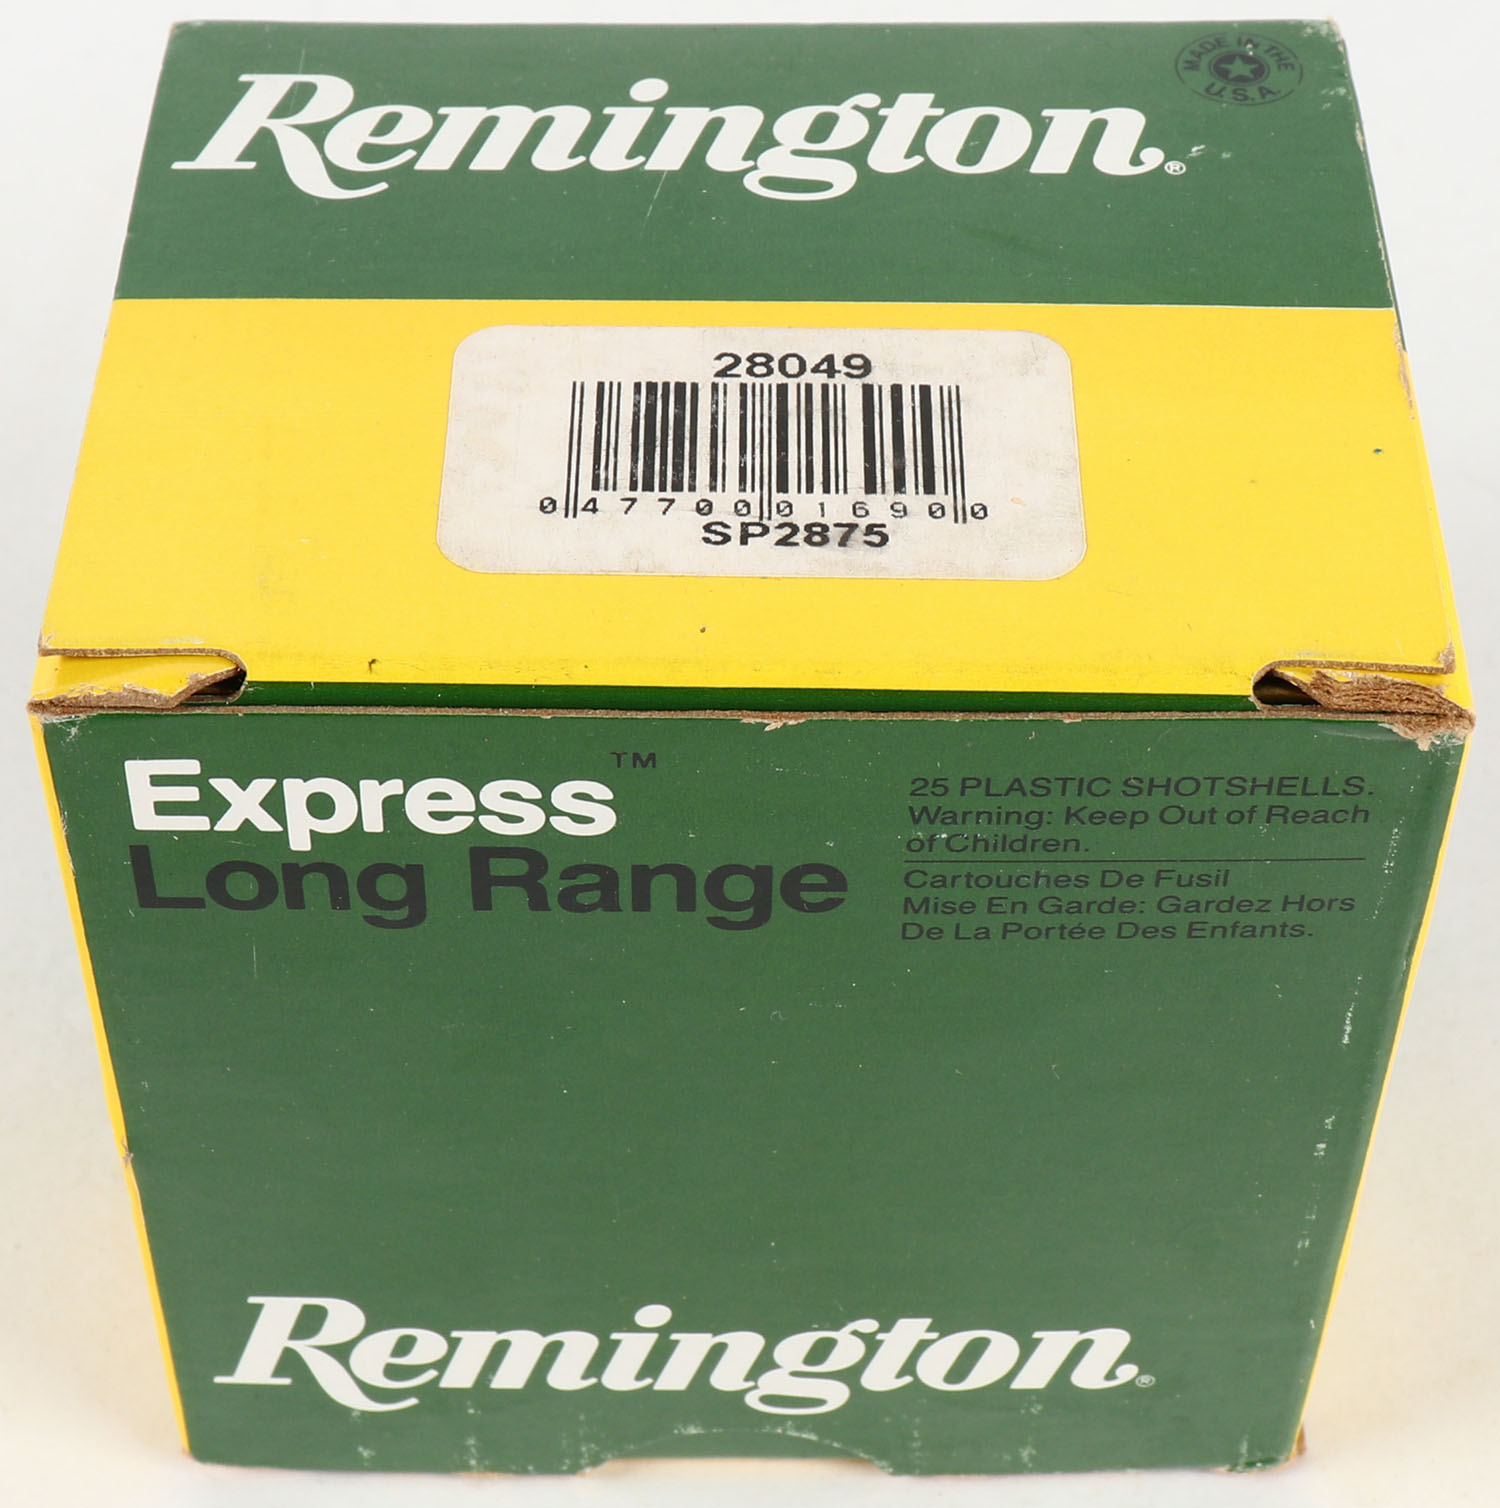 Remington®
MADE IN THE
U.S.A.
28049
0 47700 01690 0
SP2875
Express™
Long Range
25 PLASTIC SHOTSHELLS.
Warning: Keep Out of Reach
of Children.
Cartouches De Fusil
Mise En Garde: Gardez Hors
De La Portée Des Enfants.
Remington®